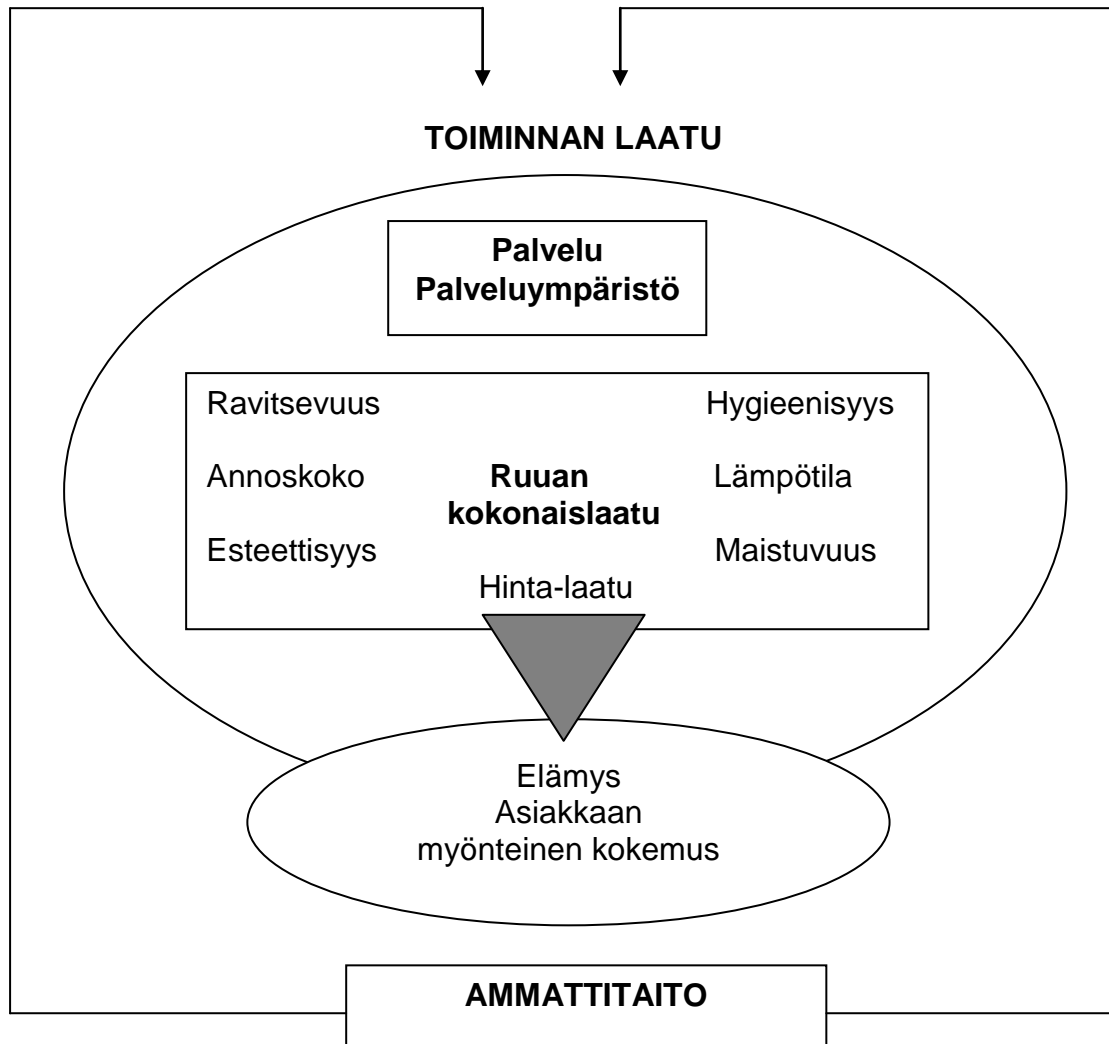 TOIMINNAN LAATU
Palvelu
Palveluympäristö
Ravitsevuus
Hygieenisyys
Annoskoko
Ruuan
kokonaislaatu
Lämpötila
Esteettisyys
Maistuvuus
Hinta-laatu
Elämys
Asiakkaan
myönteinen kokemus
AMMATTITAITO